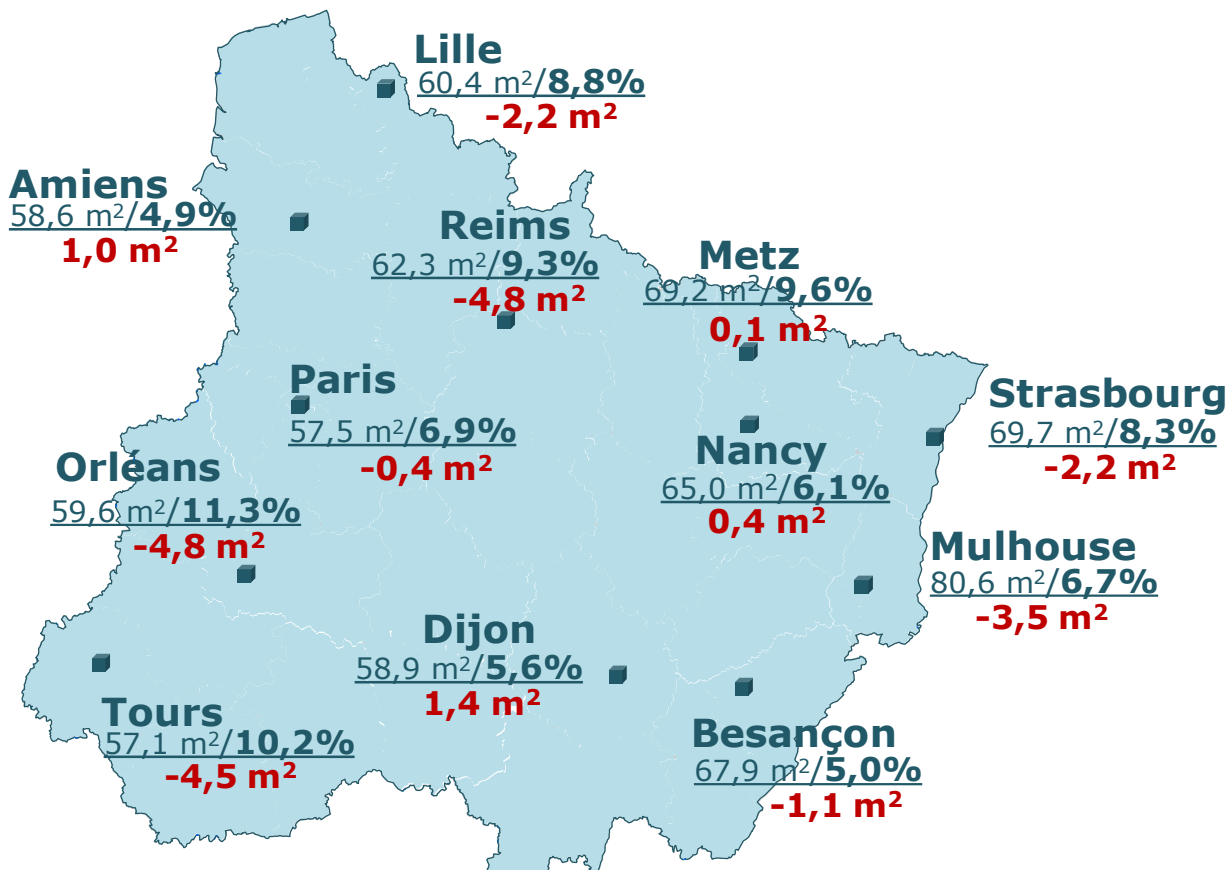 Lille
60,4 m²/8,8%
-2,2 m²
Amiens
58,6 m²/4,9%
1,0 m²
Reims
62,3 m²/9,3%
-4,8 m²
Metz
69,2 m²/9,6%
0,1 m²
Paris
57,5 m²/6,9%
-0,4 m²
Strasbourg
69,7 m²/8,3%
-2,2 m²
Nancy
65,0 m²/6,1%
0,4 m²
Orléans
59,6 m²/11,3%
-4,8 m²
Mulhouse
80,6 m²/6,7%
-3,5 m²
Dijon
58,9 m²/5,6%
1,4 m²
Tours
57,1 m²/10,2%
-4,5 m²
Besançon
67,9 m²/5,0%
-1,1 m²